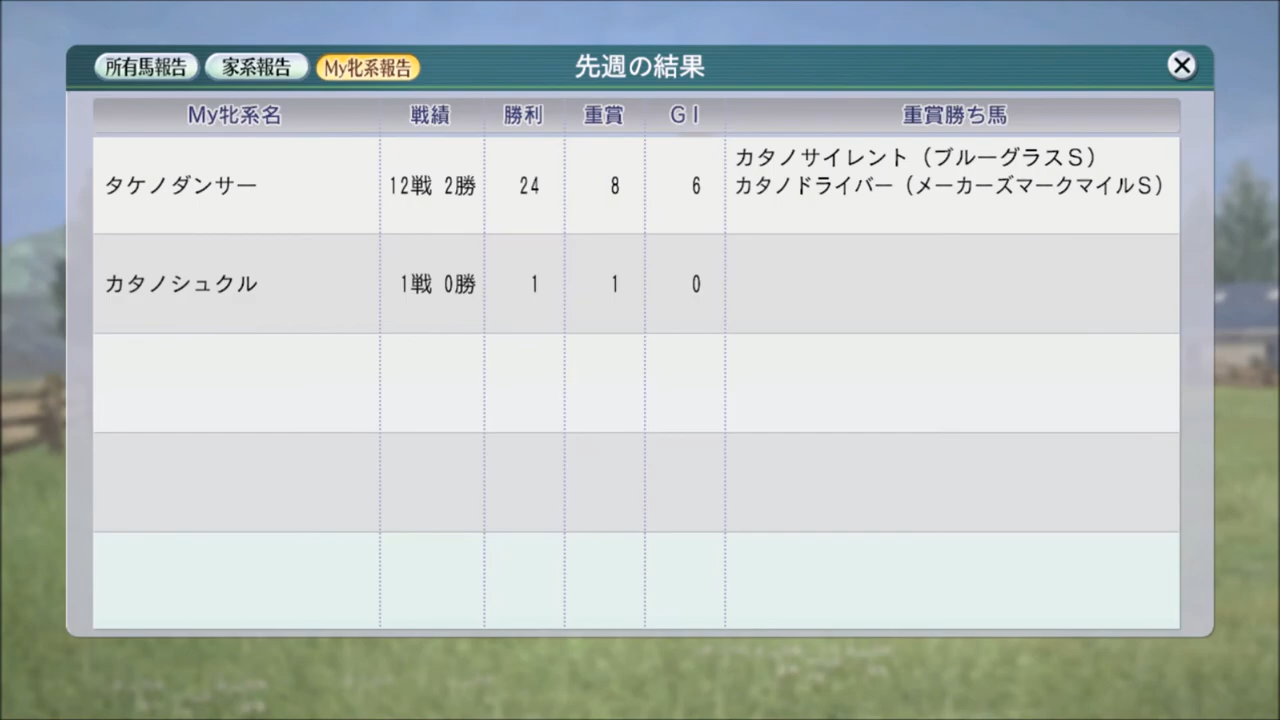 所有馬報告 家系報告 My牝系報告 先週の結果
My牝系名 戦績 勝利 重賞 GⅠ 重賞勝ち馬
カタノサイレント（ブルーグラスS）
タケノダンサー 12戦 2勝 24 8 6 カタノドライバー（メーカーズマークマイルS）
カタノシュクル 1戦 0勝 1 1 0